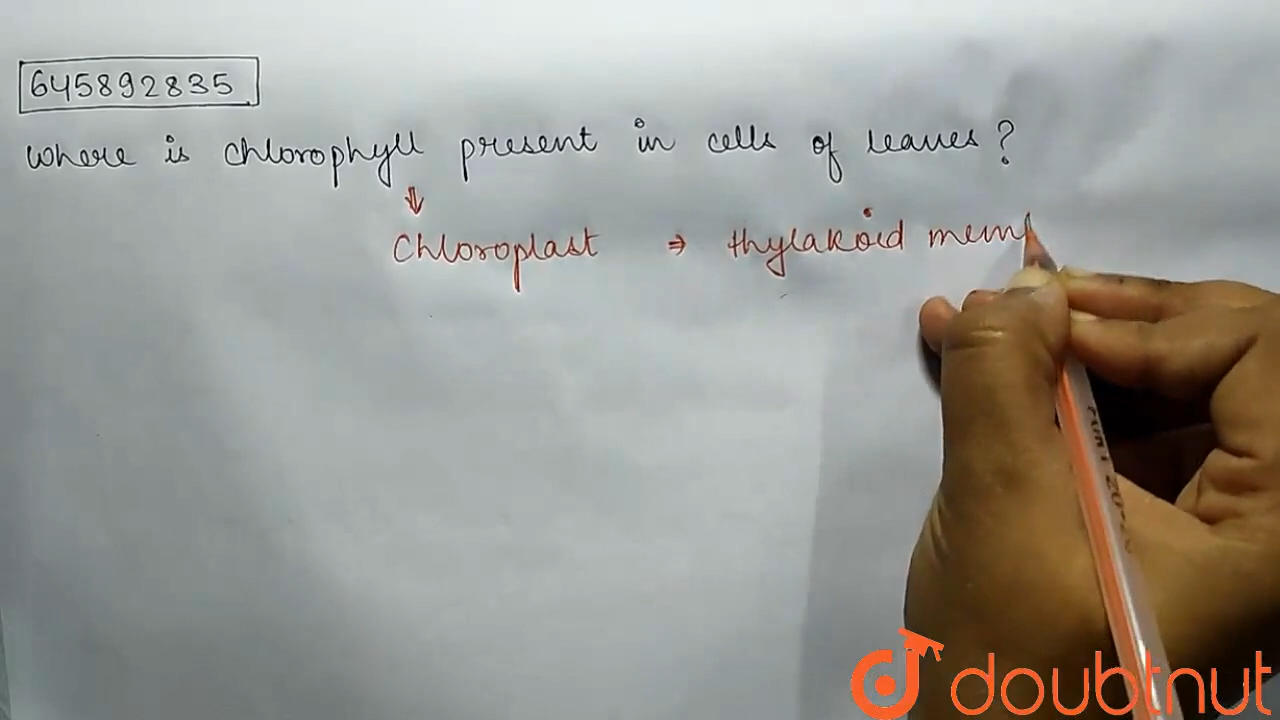 645892835
Where is chlorophyll present in cells of leaves?
⇓
Chloroplast ⇒ thylakoid mem
doubtnut